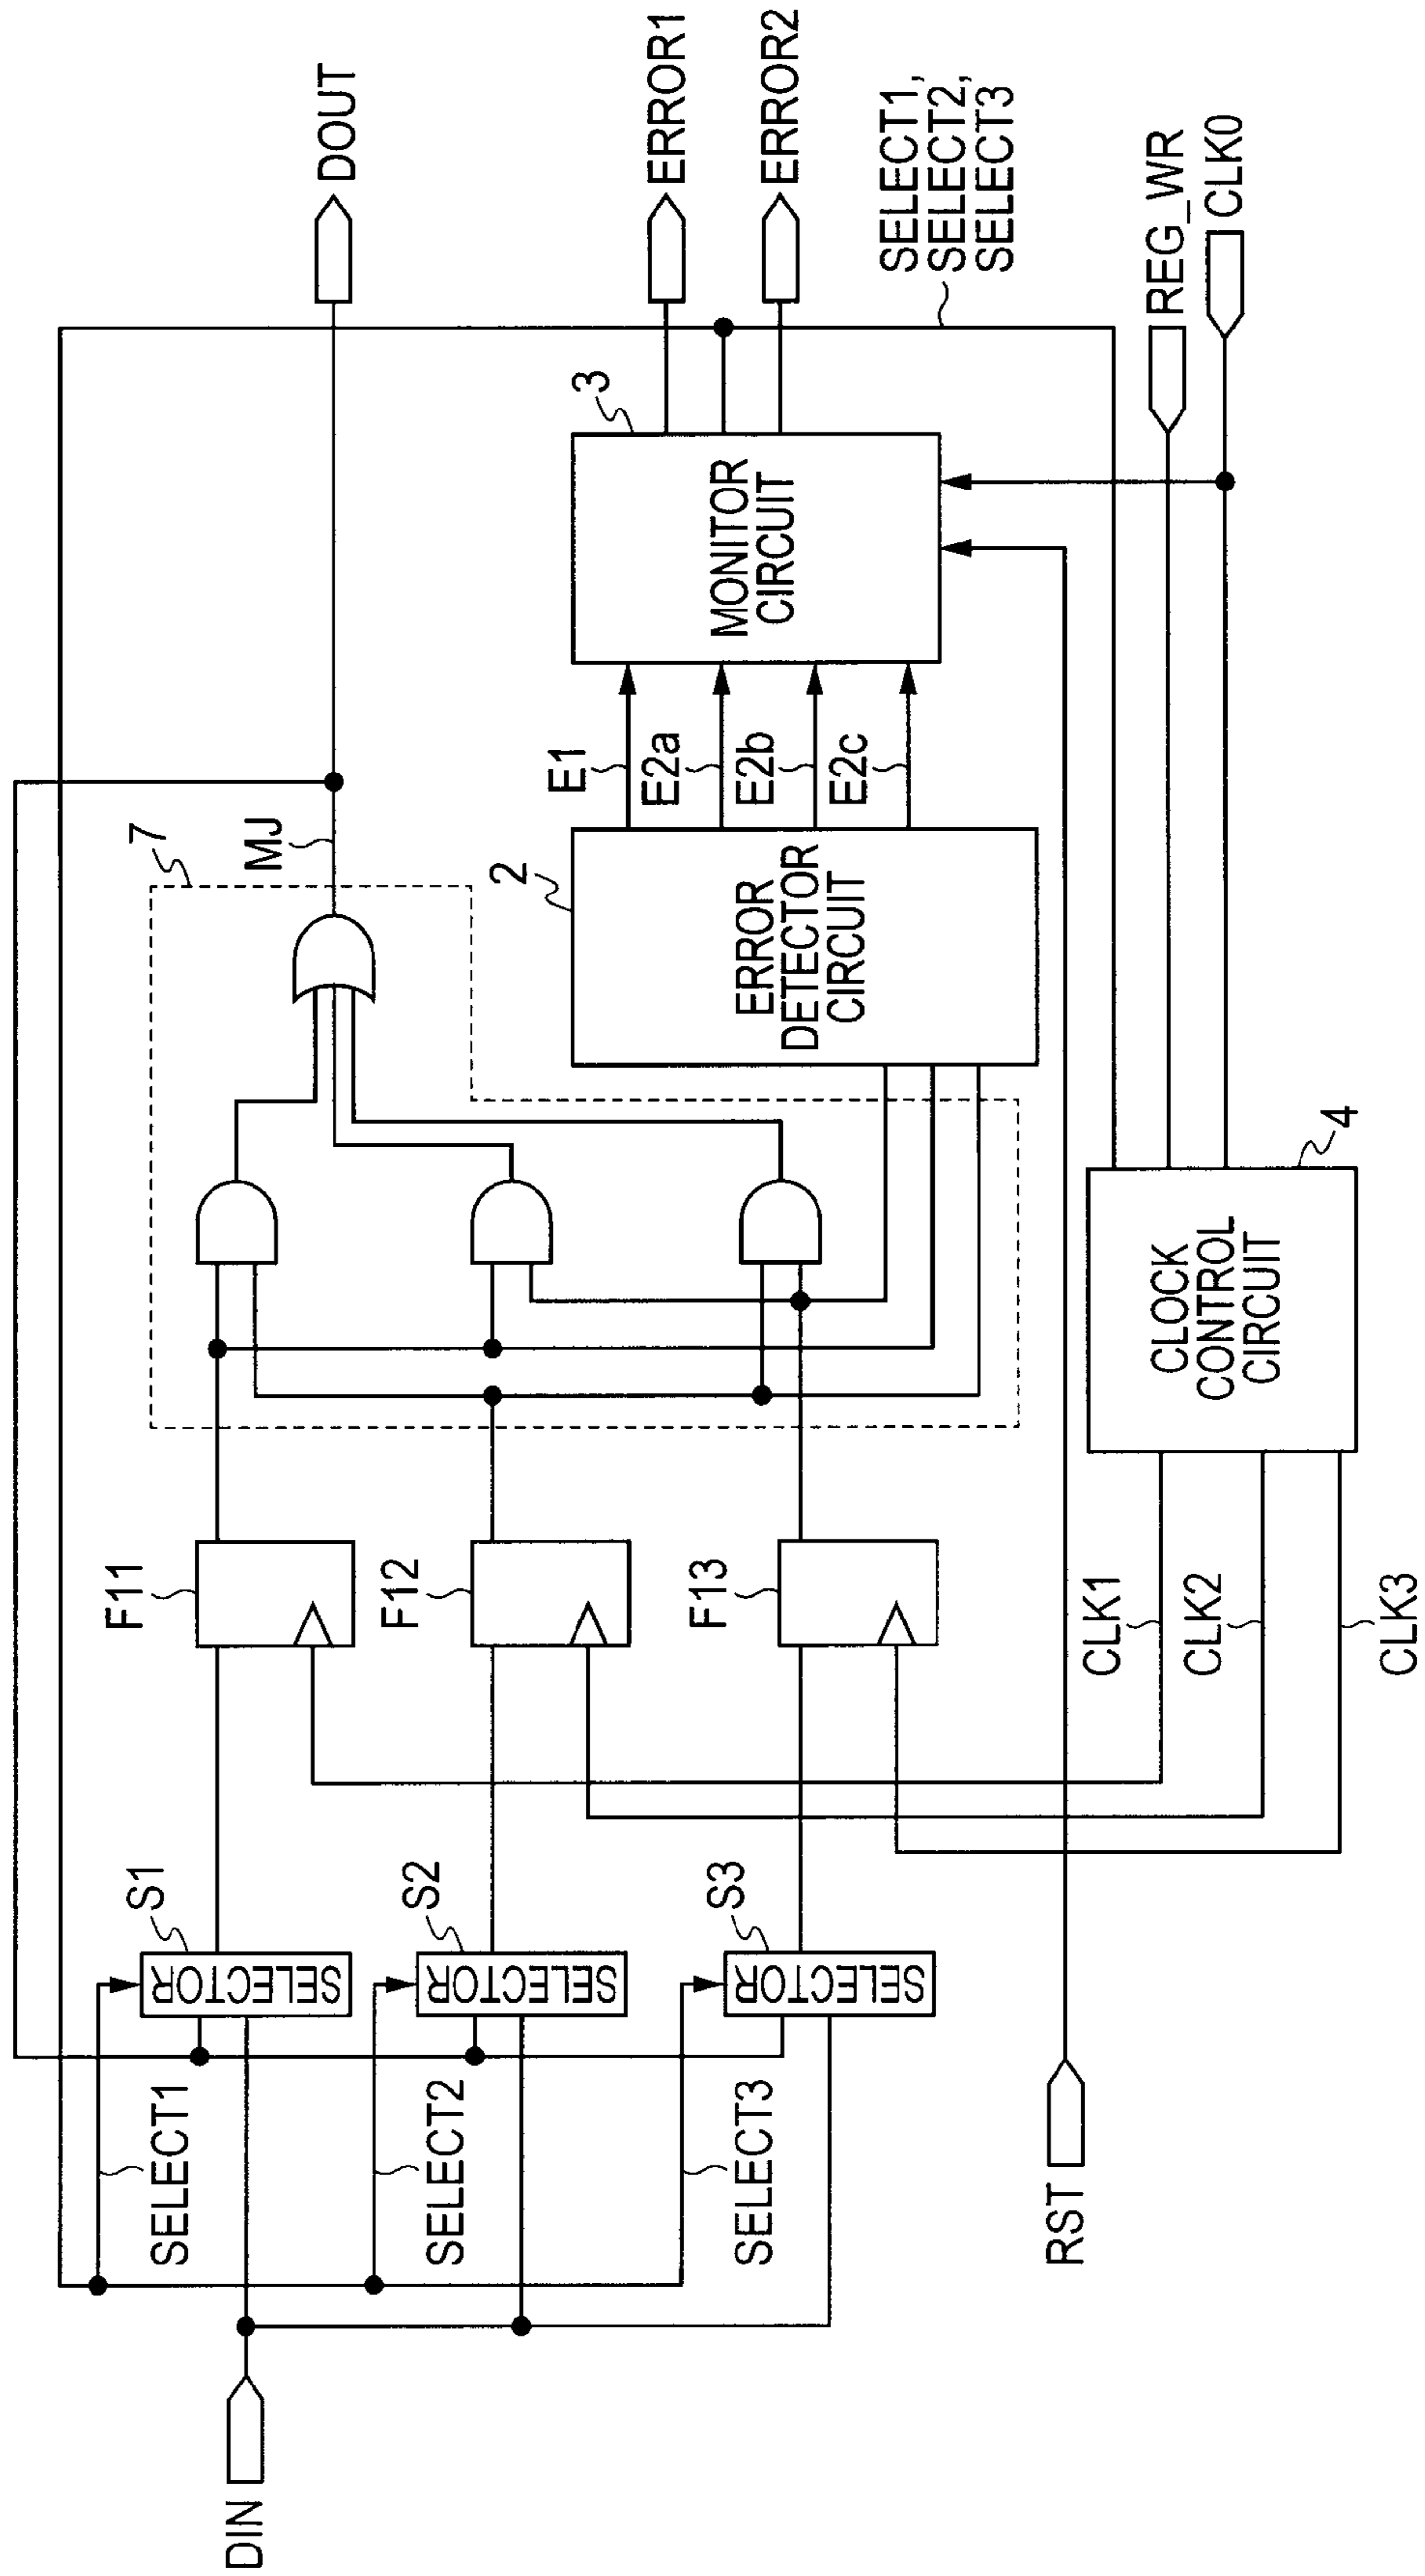 DIN
SELECT1
SELECT2
SELECT3
RST
S1
SELECTOR
S2
SELECTOR
S3
SELECTOR
F11
F12
F13
CLK1
CLK2
CLK3
7
MJ
2
ERROR
DETECTOR
CIRCUIT
4
CLOCK
CONTROL
CIRCUIT
E1
E2a
E2b
E2c
3
MONITOR
CIRCUIT
DOUT
ERROR1
ERROR2
SELECT1,
SELECT2,
SELECT3
REG_WR
CLK0